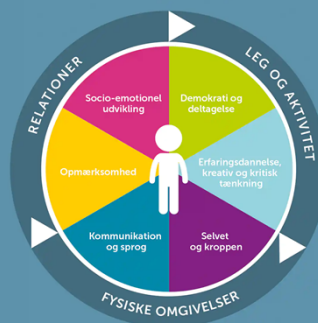 RELATIONER
LEG OG AKTIVITET
Socio-emotionel
udvikling
Demokrati og
deltagelse
Opmærksomhed
Erfaringsdannelse,
kreativ og kritisk
tænkning
Kommunikation
og sprog
Selvet
og kroppen
FYSISKE OMGIVELSER